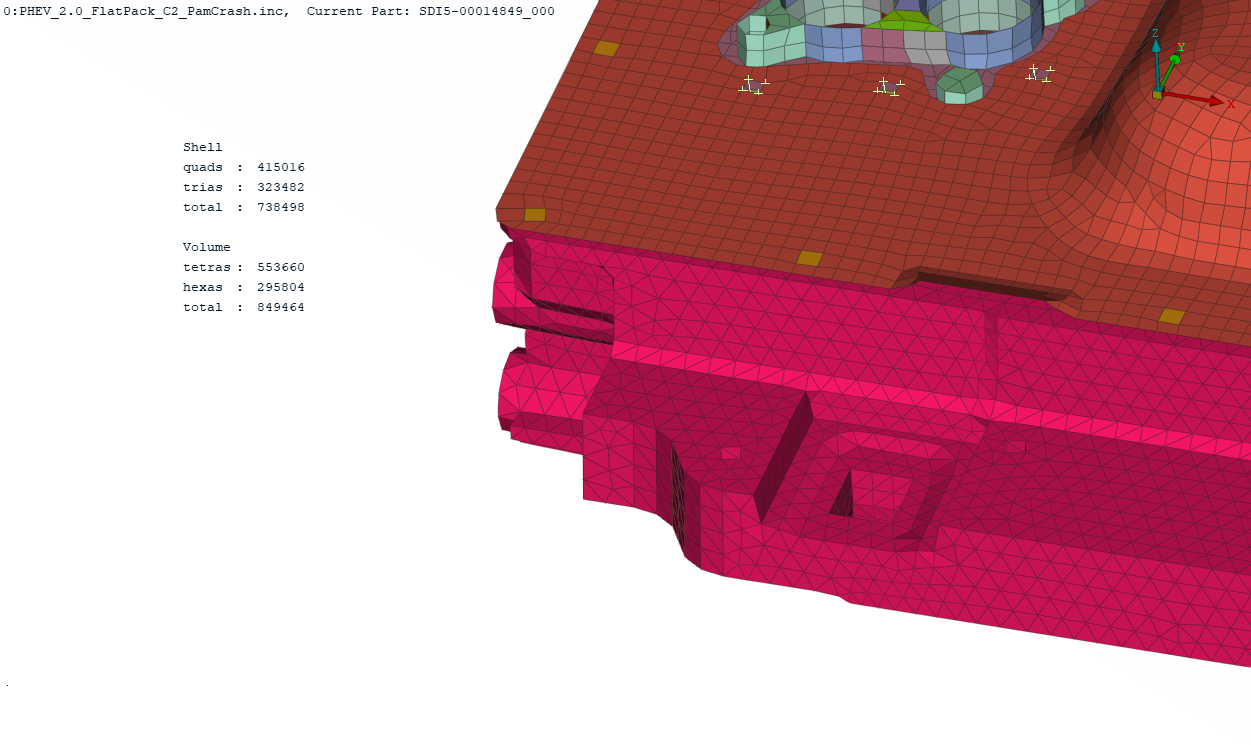 0:PHEV_2.0_FlatPack_C2_PamCrash.inc,  Current Part: SDI5-00014849_000
Shell
quads : 415016
trias : 323482
total : 738498
Volume
tetras : 553660
hexas : 295804
total : 849464
Z
Y
X